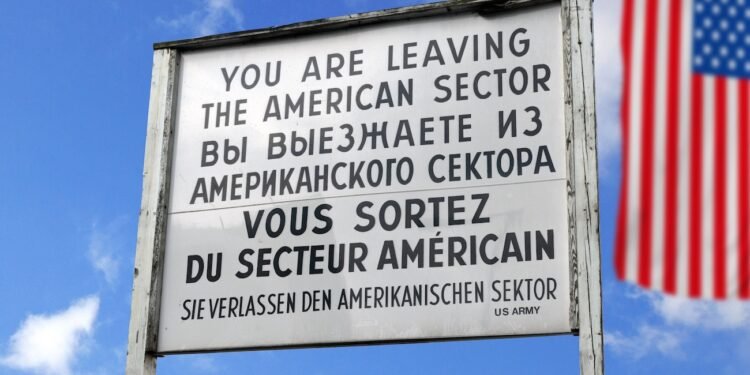 YOU ARE LEAVING
THE AMERICAN SECTOR
ВЫ ВЫЕЗЖАЕТЕ ИЗ
АМЕРИКАНСКОГО СЕКТОРА
VOUS SORTEZ
DU SECTEUR AMÉRICAIN
SIE VERLASSEN DEN AMERIKANISCHEN SEKTOR
US ARMY